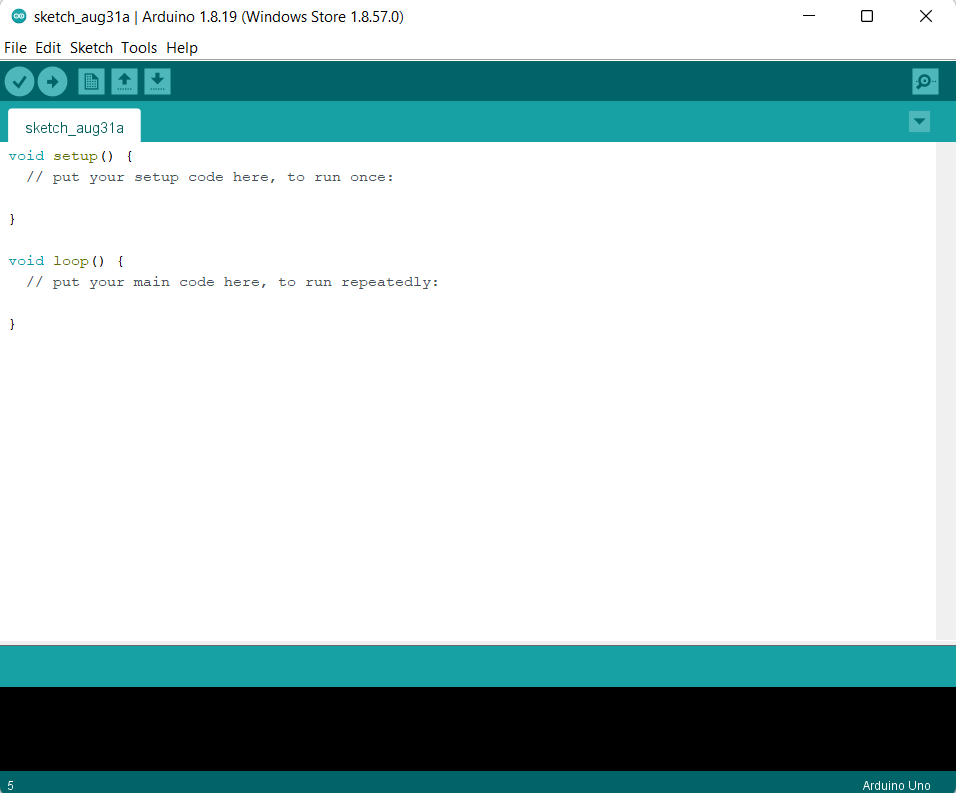 sketch_aug31a | Arduino 1.8.19 (Windows Store 1.8.57.0)
File Edit Sketch Tools Help
sketch_aug31a
void setup() {
  // put your setup code here, to run once:
}
void loop() {
  // put your main code here, to run repeatedly:
}
5
Arduino Uno